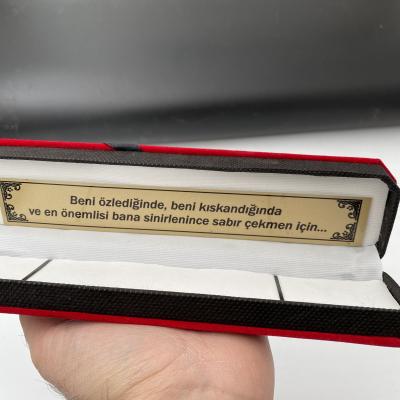 Beni özlediğinde, beni kıskandığında
ve en önemlisi bana sinirlenince sabır çekmen için...